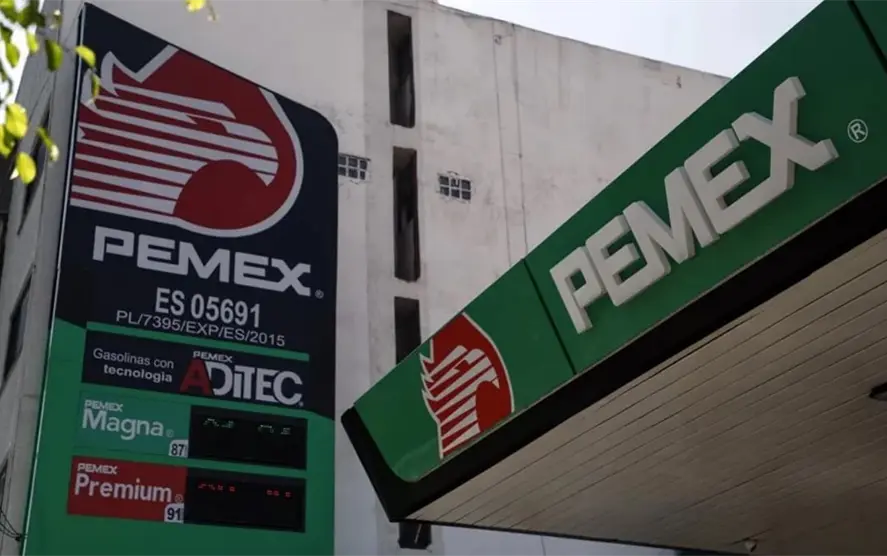 PEMEX®
ES 05691
PL/7395/EXP/ES/2015
Gasolinas con
tecnología
PEMEX
ADITEC®
PEMEX
Magna®
87
PEMEX
Premium®
91
PEMEX®